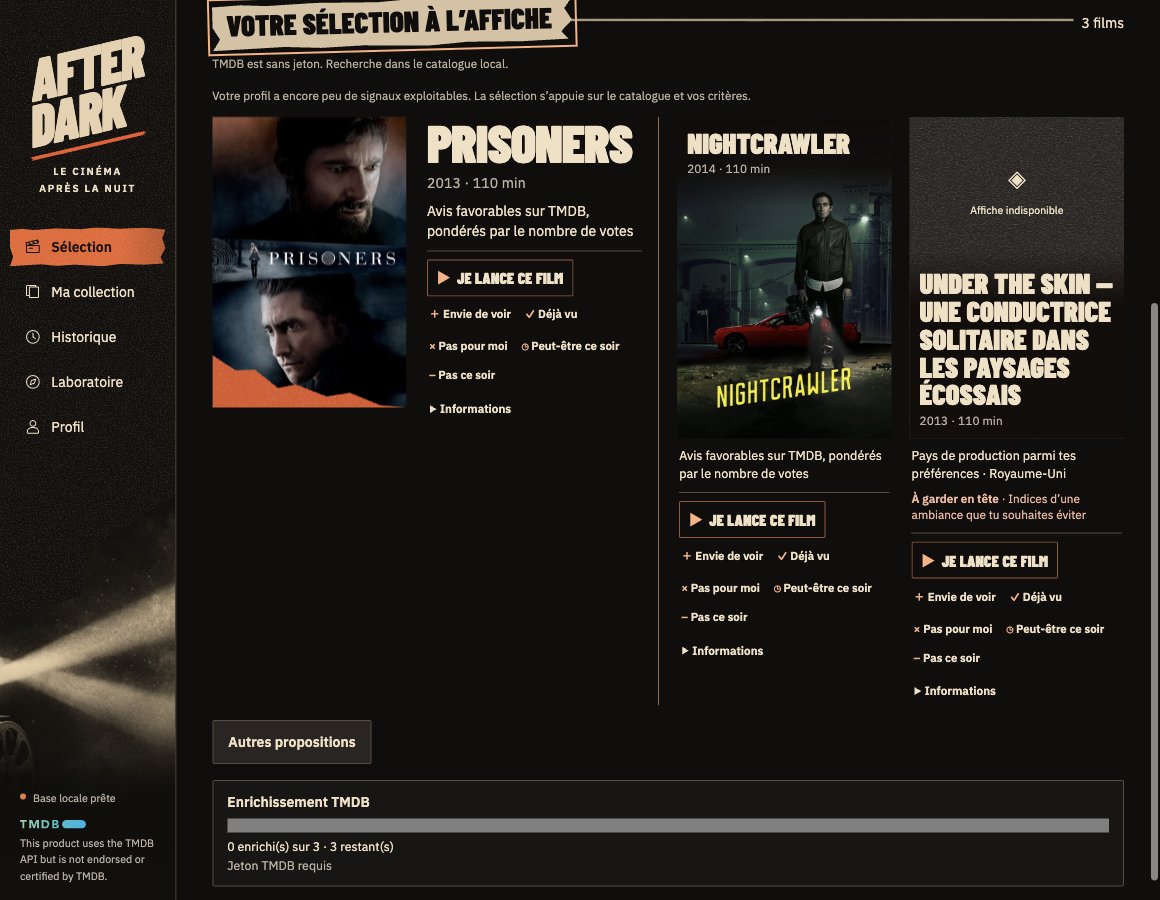 AFTER
DARK
LE CINÉMA
APRÈS LA NUIT
Sélection
Ma collection
Historique
Laboratoire
Profil
Base locale prête
TMDB
This product uses the TMDB
API but is not endorsed or
certified by TMDB.
VOTRE SÉLECTION À L’AFFICHE
3 films
TMDB est sans jeton. Recherche dans le catalogue local.
Votre profil a encore peu de signaux exploitables. La sélection s’appuie sur le catalogue et vos critères.
PRISONERS
PRISONERS
2013 · 110 min
Avis favorables sur TMDB,
pondérés par le nombre de votes
JE LANCE CE FILM
+ Envie de voir ✓ Déjà vu
× Pas pour moi Peut-être ce soir
– Pas ce soir
Informations
NIGHTCRAWLER
2014 · 110 min
NIGHTCRAWLER
Avis favorables sur TMDB, pondérés
par le nombre de votes
JE LANCE CE FILM
+ Envie de voir ✓ Déjà vu
× Pas pour moi Peut-être ce soir
– Pas ce soir
Informations
Affiche indisponible
UNDER THE SKIN —
UNE CONDUCTRICE
SOLITAIRE DANS
LES PAYSAGES
ÉCOSSAIS
2013 · 110 min
Pays de production parmi tes
préférences · Royaume-Uni
À garder en tête · Indices d’une
ambiance que tu souhaites éviter
JE LANCE CE FILM
+ Envie de voir ✓ Déjà vu
× Pas pour moi Peut-être ce soir
– Pas ce soir
Informations
Autres propositions
Enrichissement TMDB
0 enrichi(s) sur 3 · 3 restant(s)
Jeton TMDB requis